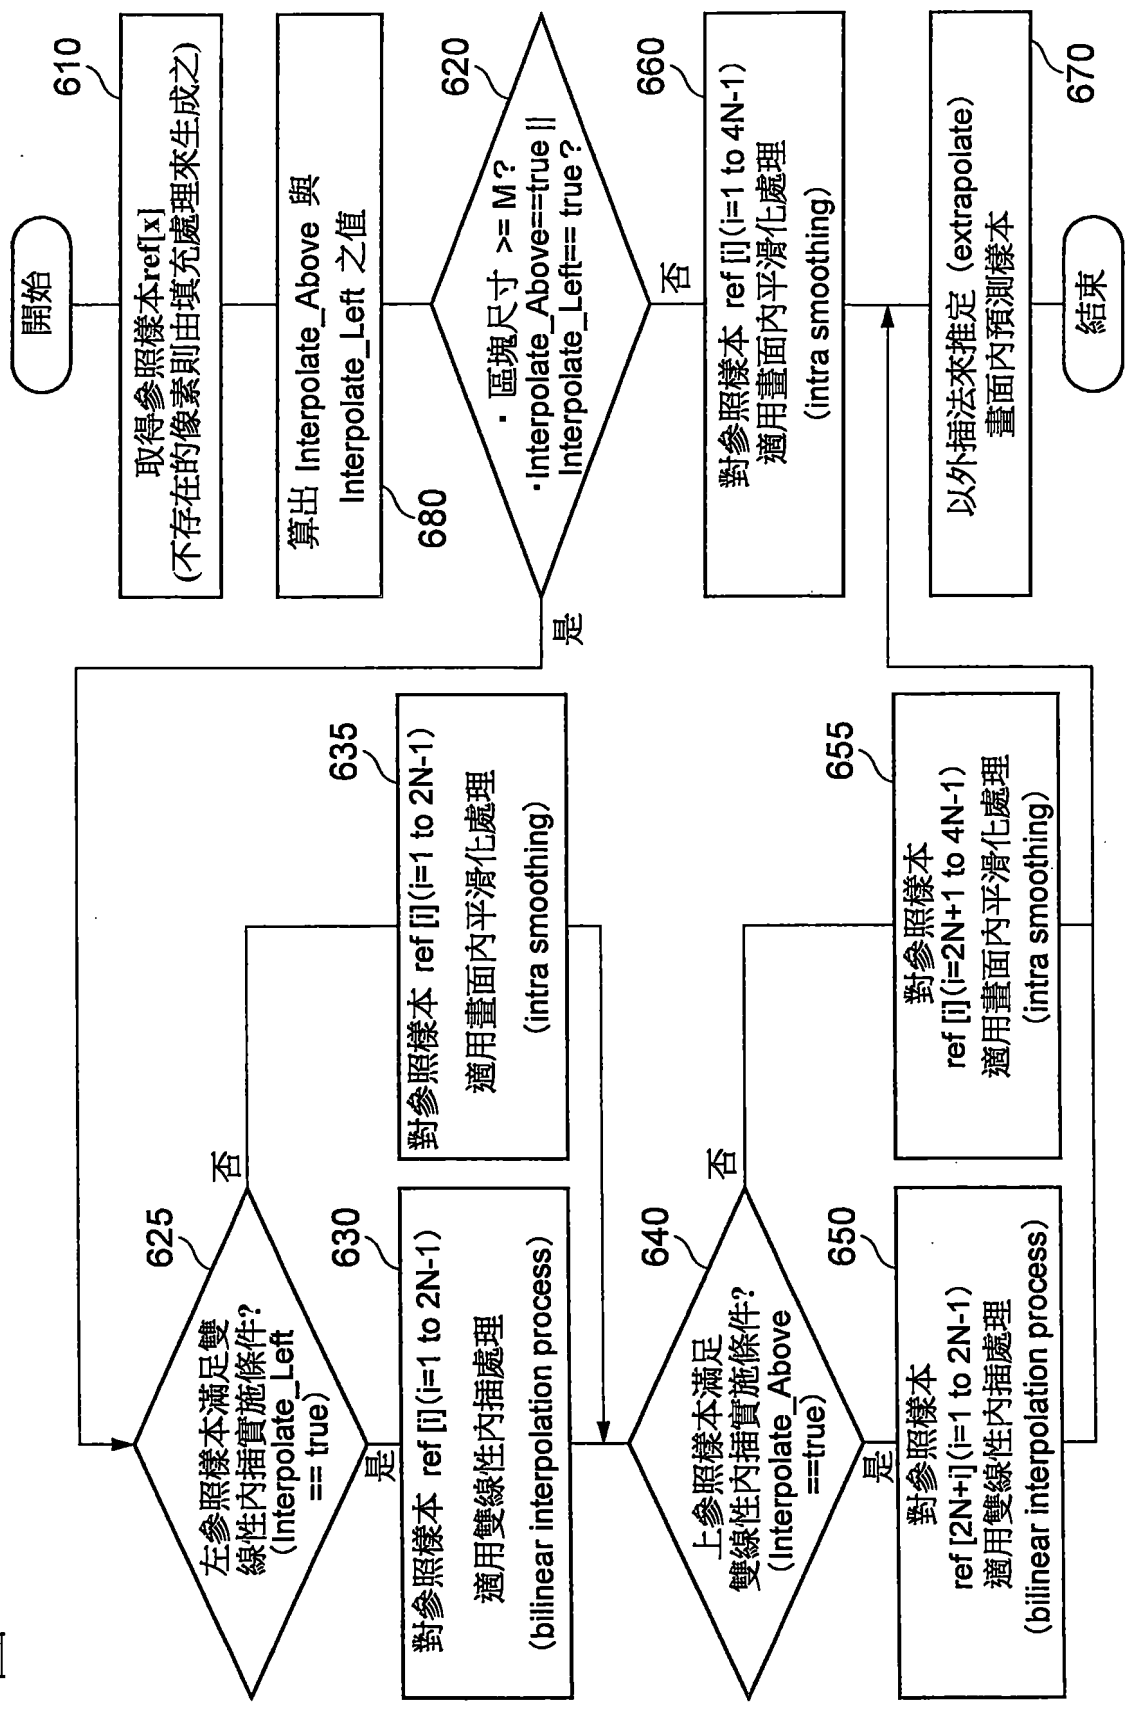 開始
610
取得參照樣本ref[x]
(不存在的像素則由填充處理來生成之)
算出 Interpolate_Above 與
Interpolate_Left 之值
680
620
・ 區塊尺寸 >= M？
・Interpolate_Above==true ||
Interpolate_Left== true？
是
否
660
對參照樣本 ref [i](i=1 to 4N-1)
適用畫面內平滑化處理
(intra smoothing)
以外插法來推定 (extrapolate)
畫面內預測樣本
670
結束
625
左參照樣本滿足雙
線性內插實施條件?
(Interpolate_Left
== true)
是
否
630
對參照樣本 ref [i](i=1 to 2N-1)
適用雙線性內插處理
(bilinear interpolation process)
635
對參照樣本 ref [i](i=1 to 2N-1)
適用畫面內平滑化處理
(intra smoothing)
640
上參照樣本滿足
雙線性內插實施條件?
(Interpolate_Above
==true)
是
否
650
對參照樣本
ref [2N+i](i=1 to 2N-1)
適用雙線性內插處理
(bilinear interpolation process)
655
對參照樣本
ref [i](i=2N+1 to 4N-1)
適用畫面內平滑化處理
(intra smoothing)